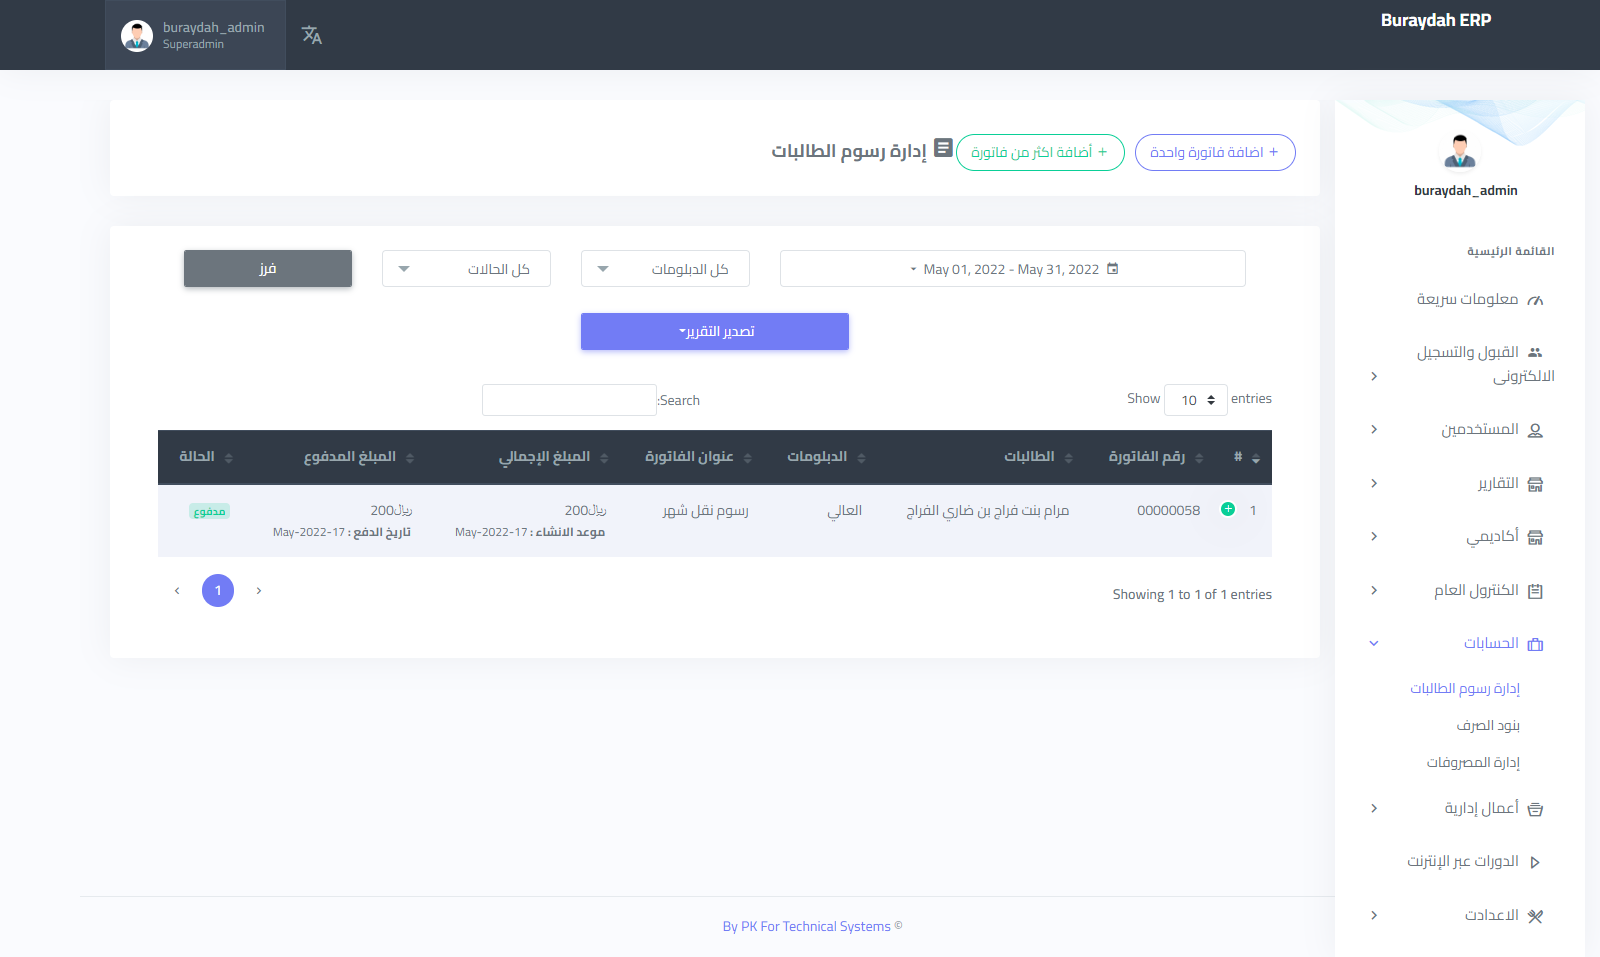 Buraydah ERP
buraydah_admin
Superadmin
+ اضافة فاتورة واحدة
+ أضافة اكثر من فاتورة
إدارة رسوم الطالبات
May 01, 2022 - May 31, 2022
كل الدبلومات
كل الحالات
فرز
تصدير التقرير
Show 10 entries
Search:
#
رقم الفاتورة
الطالبات
الدبلومات
عنوان الفاتورة
المبلغ الإجمالي
المبلغ المدفوع
الحالة
1
00000058
مرام بنت فراج بن ضاري الفراج
العالي
رسوم نقل شهر
200﷼
موعد الانشاء : 17-May-2022
200﷼
تاريخ الدفع : 17-May-2022
مدفوع
Showing 1 to 1 of 1 entries
1
buraydah_admin
القائمة الرئيسية
معلومات سريعة
القبول والتسجيل
الالكترونى
المستخدمين
التقارير
أكاديمي
الكنترول العام
الحسابات
إدارة رسوم الطالبات
بنود الصرف
إدارة المصروفات
أعمال إدارية
الدورات عبر الإنترنت
الاعدادت
By PK For Technical Systems ©